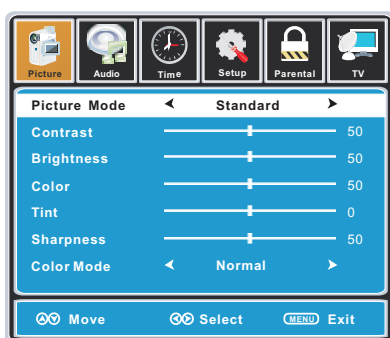 Picture Audio Time Setup Parental TV
Picture Mode Standard
Contrast 50
Brightness 50
Color 50
Tint 0
Sharpness 50
Color Mode Normal
Move Select MENU Exit